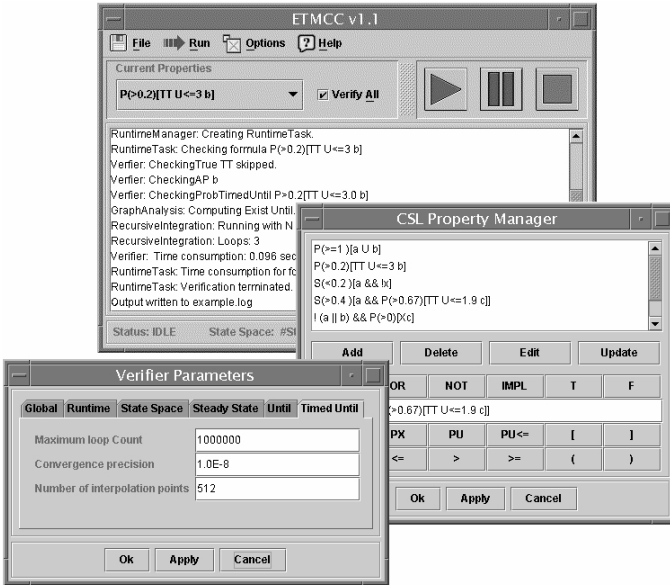 ETMCC v1.1
File Run Options Help
Current Properties
P(>0.2)[TT U<=3 b]
Verify All
RuntimeManager: Creating RuntimeTask.
RuntimeTask: Checking formula P(>0.2)[TT U<=3 b]
Verfier: CheckingTrue TT skipped.
Verfier: CheckingAP b
Verfier: CheckingProbTimedUntil P>0.2[TT U<=3.0 b]
GraphAnalysis: Computing Exist Until.
RecursiveIntegration: Running with N
RecursiveIntegration: Loops: 3
Verifier: Time consumption: 0.096 sec
RuntimeTask: Time consumption for fo
RuntimeTask: Verification terminated.
Output written to example.log
Status: IDLE State Space: #St
CSL Property Manager
P(>=1 )[a U b]
P(>0.2)[TT U<=3 b]
S(<0.2 )[a && !x]
S(>0.4 )[a && P(>0.67)[TT U<=1.9 c]]
! (a || b) && P(>0)[Xc]
Add Delete Edit Update
OR NOT IMPL T F
>0.67)[TT U<=1.9 c]]
PX PU PU<= [ ]
<= > >= ( )
Ok Apply Cancel
Verifier Parameters
Global Runtime State Space Steady State Until Timed Until
Maximum loop Count 1000000
Convergence precision 1.0E-8
Number of interpolation points 512
Ok Apply Cancel